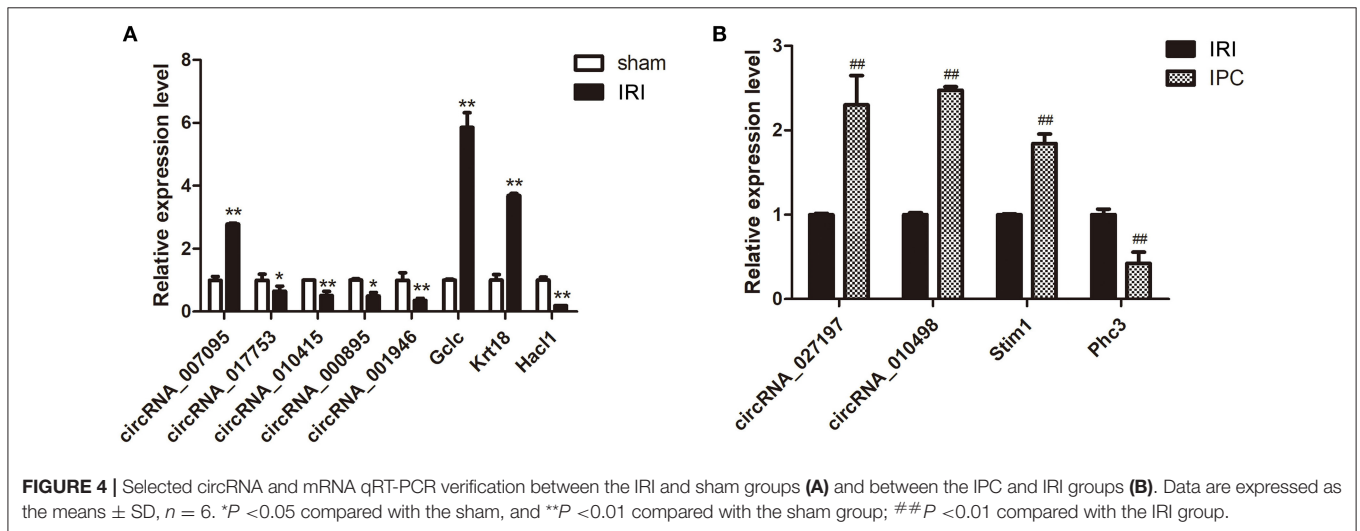 A
Relative expression level
8
6
4
2
0
sham
IRI
**
*
**
*
**
**
**
**
circRNA_007095
circRNA_017753
circRNA_010415
circRNA_000895
circRNA_001946
Gclc
Krt18
Hacl1
B
Relative expression level
3
2
1
0
IRI
IPC
##
##
##
##
circRNA_027197
circRNA_010498
Stim1
Phc3
FIGURE 4 | Selected circRNA and mRNA qRT-PCR verification between the IRI and sham groups (A) and between the IPC and IRI groups (B). Data are expressed as
the means ± SD, n = 6. *P <0.05 compared with the sham, and **P <0.01 compared with the sham group; ##P <0.01 compared with the IRI group.